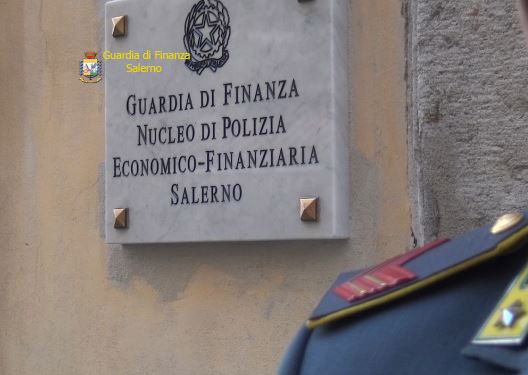 Guardia di Finanza
Salerno
GUARDIA DI FINANZA
NUCLEO DI POLIZIA
ECONOMICO-FINANZIARIA
SALERNO